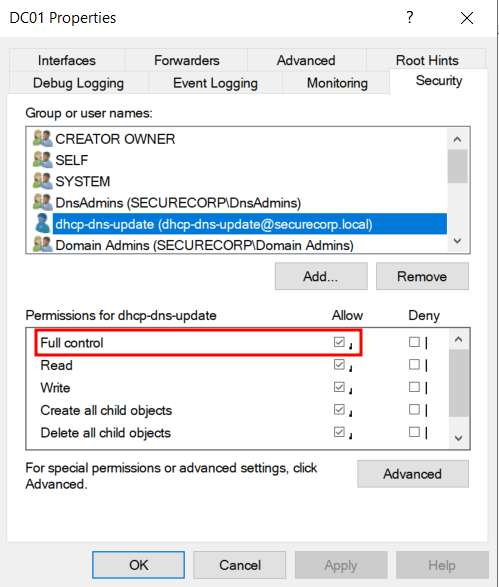 DC01 Properties
?
Interfaces Forwarders Advanced Root Hints
Debug Logging Event Logging Monitoring Security
Group or user names:
CREATOR OWNER
SELF
SYSTEM
DnsAdmins (SECURECORP\DnsAdmins)
dhcp-dns-update (dhcp-dns-update@securecorp.local)
Domain Admins (SECURECORP\Domain Admins)
Add... Remove
Permissions for dhcp-dns-update Allow Deny
Full control
Read
Write
Create all child objects
Delete all child objects
For special permissions or advanced settings, click
Advanced.
Advanced
OK Cancel Apply Help